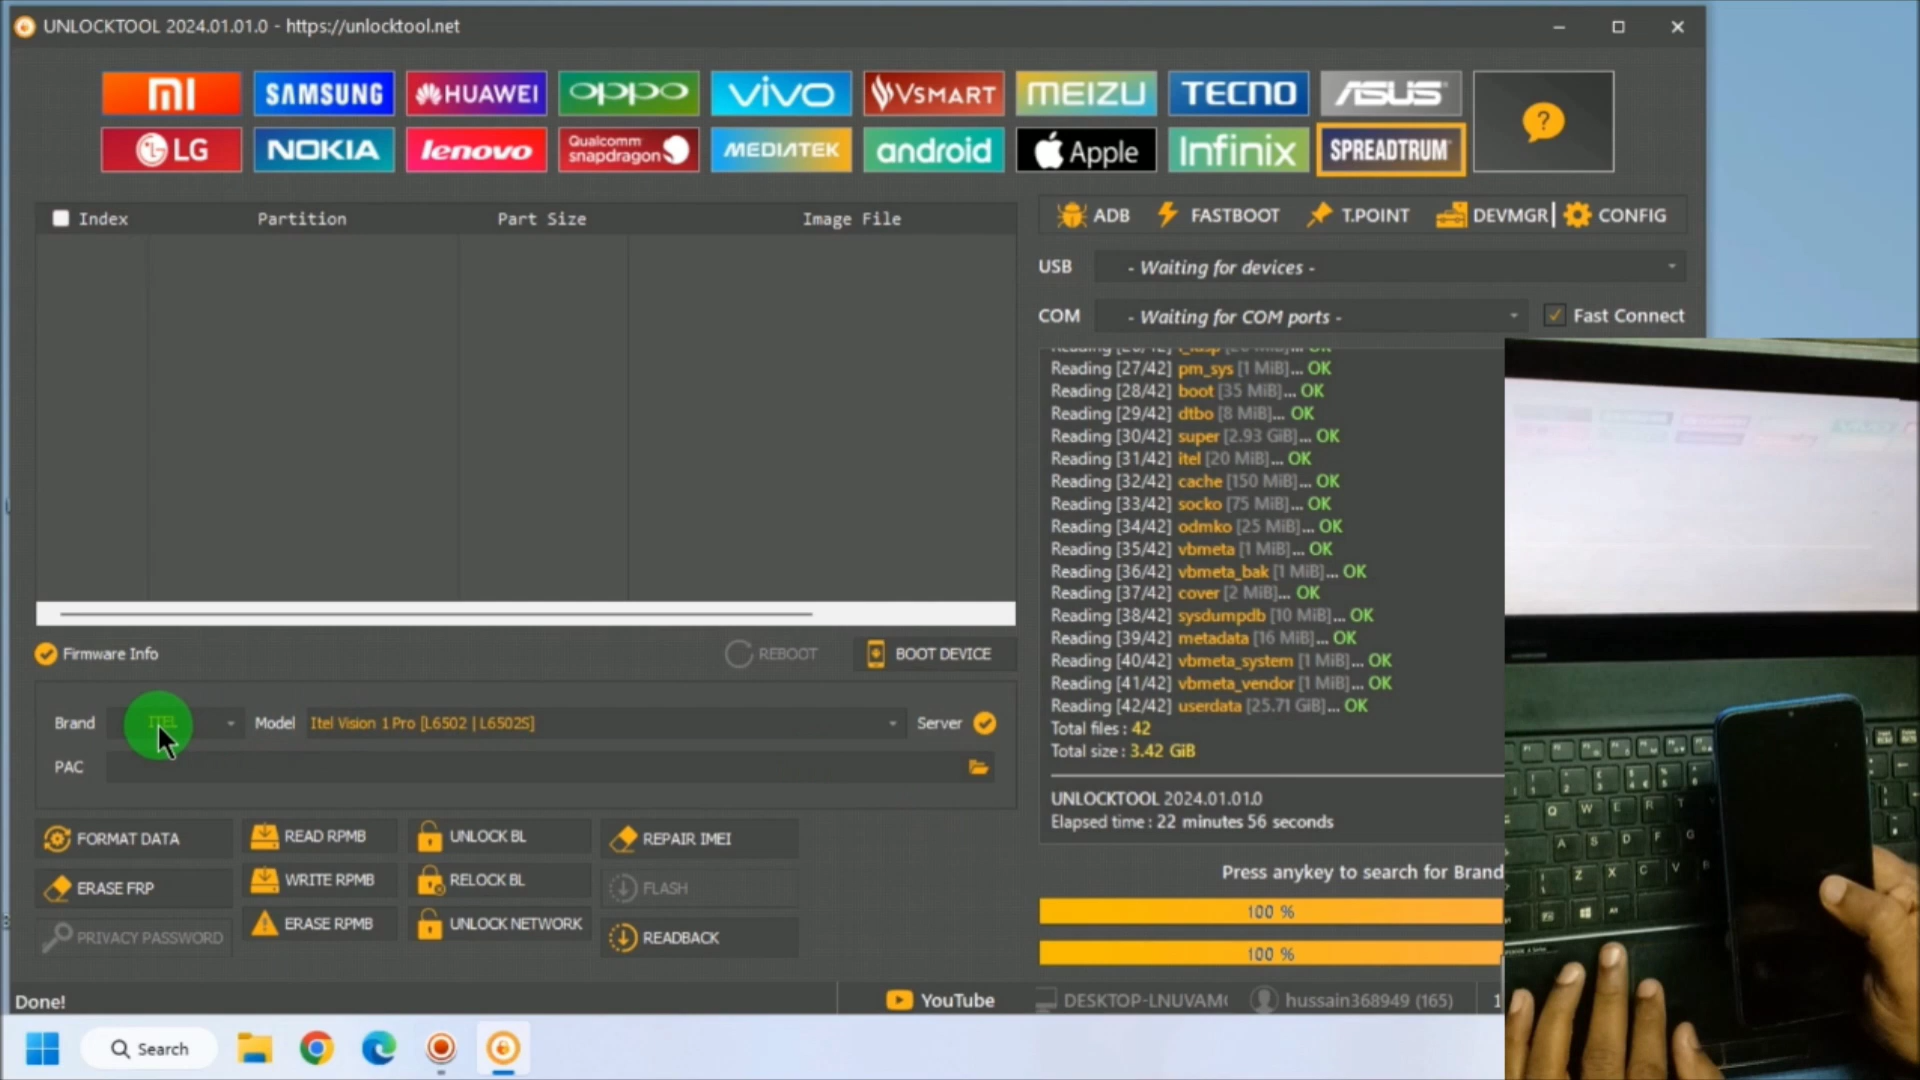 UNLOCKTOOL 2024.01.01.0 - https://unlocktool.net
MI SAMSUNG HUAWEI oppo vivo VSMART MEIZU TECNO ASUS ?
LG NOKIA lenovo Qualcomm snapdragon MEDIATEK android Apple Infinix SPREADTRUM
Index Partition Part Size Image File
ADB FASTBOOT T.POINT DEVMGR CONFIG
USB - Waiting for devices -
COM - Waiting for COM ports - Fast Connect
Reading [27/42] pm_sys [1 MiB]... OK
Reading [28/42] boot [35 MiB]... OK
Reading [29/42] dtbo [8 MiB]... OK
Reading [30/42] super [2.93 GiB]... OK
Reading [31/42] itel [20 MiB]... OK
Reading [32/42] cache [150 MiB]... OK
Reading [33/42] socko [75 MiB]... OK
Reading [34/42] odmko [25 MiB]... OK
Reading [35/42] vbmeta [1 MiB]... OK
Reading [36/42] vbmeta_bak [1 MiB]... OK
Reading [37/42] cover [2 MiB]... OK
Reading [38/42] sysdumpdb [10 MiB]... OK
Reading [39/42] metadata [16 MiB]... OK
Reading [40/42] vbmeta_system [1 MiB]... OK
Reading [41/42] vbmeta_vendor [1 MiB]... OK
Reading [42/42] userdata [25.71 GiB]... OK
Total files : 42
Total size : 3.42 GiB
UNLOCKTOOL 2024.01.01.0
Elapsed time : 22 minutes 56 seconds
Press anykey to search for Brand
100 %
100 %
Firmware Info REBOOT BOOT DEVICE
Brand ITEL Model Itel Vision 1 Pro [L6502 | L6502S] Server
PAC
FORMAT DATA READ RPMB UNLOCK BL REPAIR IMEI
ERASE FRP WRITE RPMB RELOCK BL FLASH
PRIVACY PASSWORD ERASE RPMB UNLOCK NETWORK READBACK
Done! YouTube hussain368949 (165) 1
Search